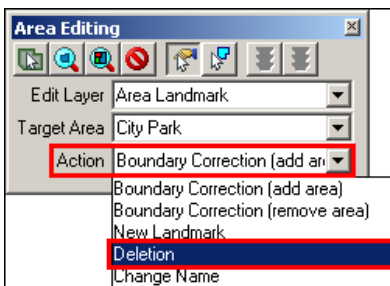 Area Editing
Edit Layer Area Landmark
Target Area City Park
Action Boundary Correction (add
Boundary Correction (add area)
Boundary Correction (remove area)
New Landmark
Deletion
Change Name